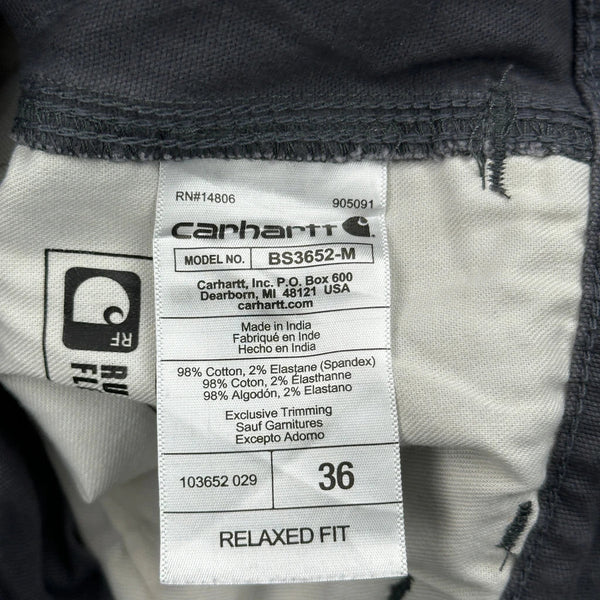 RN#14806 905091
carhartt
MODEL NO. BS3652-M
Carhartt, Inc. P.O. Box 600
Dearborn, MI 48121 USA
carhartt.com
Made in India
Fabriqué en Inde
Hecho en India
98% Cotton, 2% Elastane (Spandex)
98% Cotton, 2% Élasthanne
98% Algodón, 2% Elastano
Exclusive Trimming
Sauf Garnitures
Excepto Adorno
103652 029 36
RELAXED FIT
RF